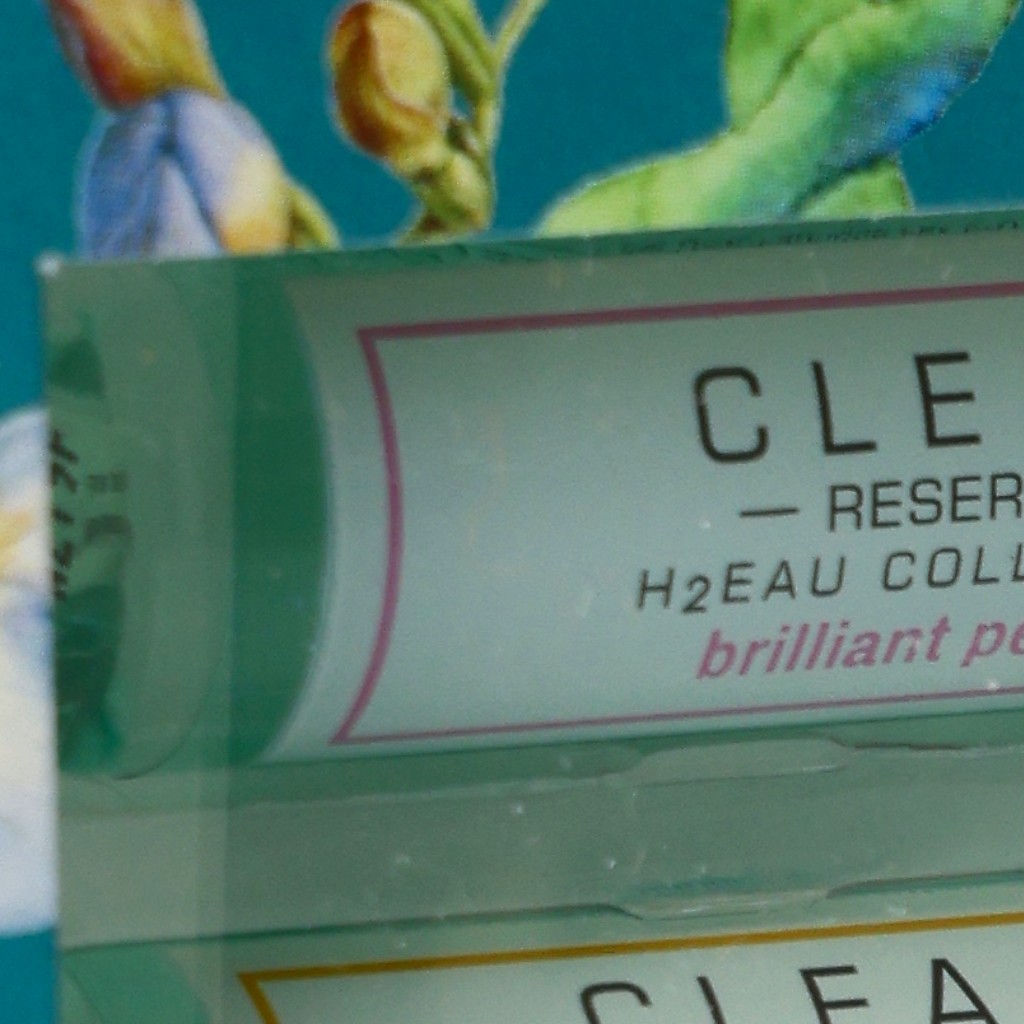 CLE
— RESER
H2EAU COLL
brilliant pe
CLEA